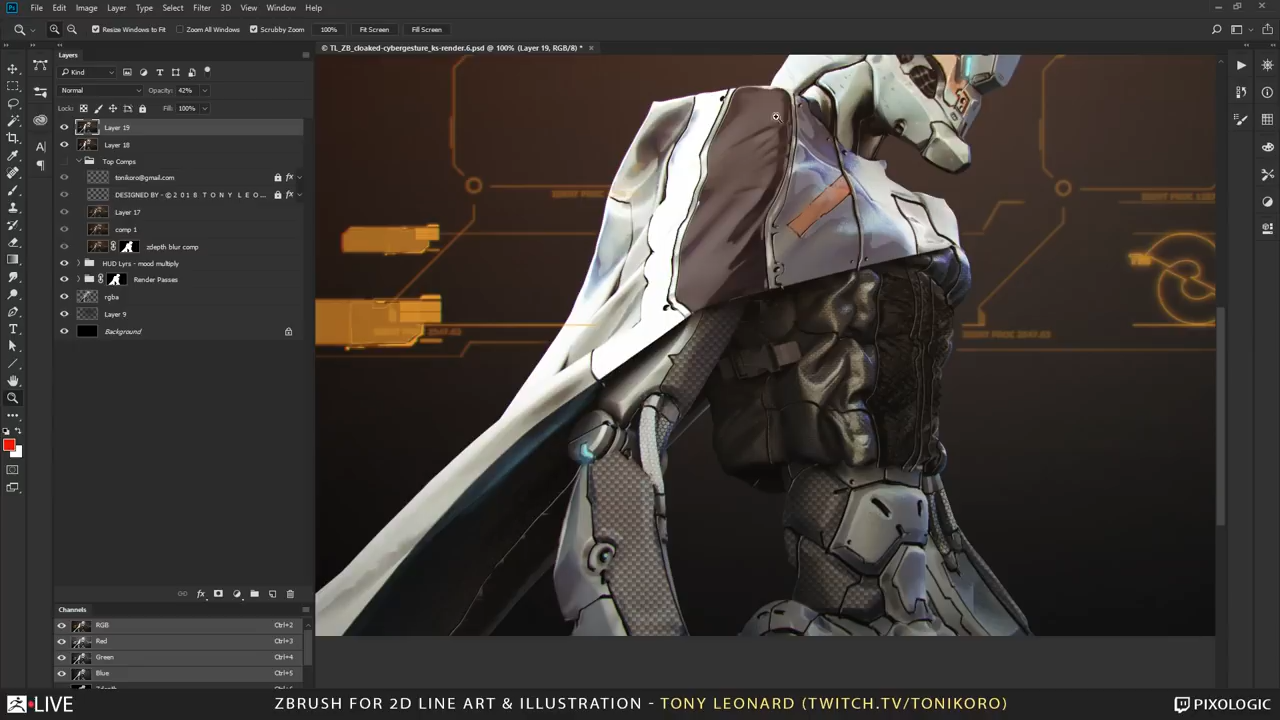 File Edit Image Layer Type Select Filter 3D View Window Help
Resize Windows to Fit Zoom All Windows Scrubby Zoom 100% Fit Screen Fill Screen
© TL_ZB_cloaked-cybergesture_ks-render.6.psd @ 100% (Layer 19, RGB/8) *
Layers
Kind
Normal Opacity: 42%
Lock: Fill: 100%
Layer 19
Layer 18
Top Comps
tonikoro@gmail.com
DESIGNED BY - © 2 0 1 8 T O N Y L E O...
Layer 17
comp 1
zdepth blur comp
HUD Lyrs - mood multiply
Render Passes
rgba
Layer 9
Background
Channels
RGB Ctrl+2
Red Ctrl+3
Green Ctrl+4
Blue Ctrl+5
LIVE
ZBRUSH FOR 2D LINE ART & ILLUSTRATION - TONY LEONARD (TWITCH.TV/TONIKORO)
PIXOLOGIC